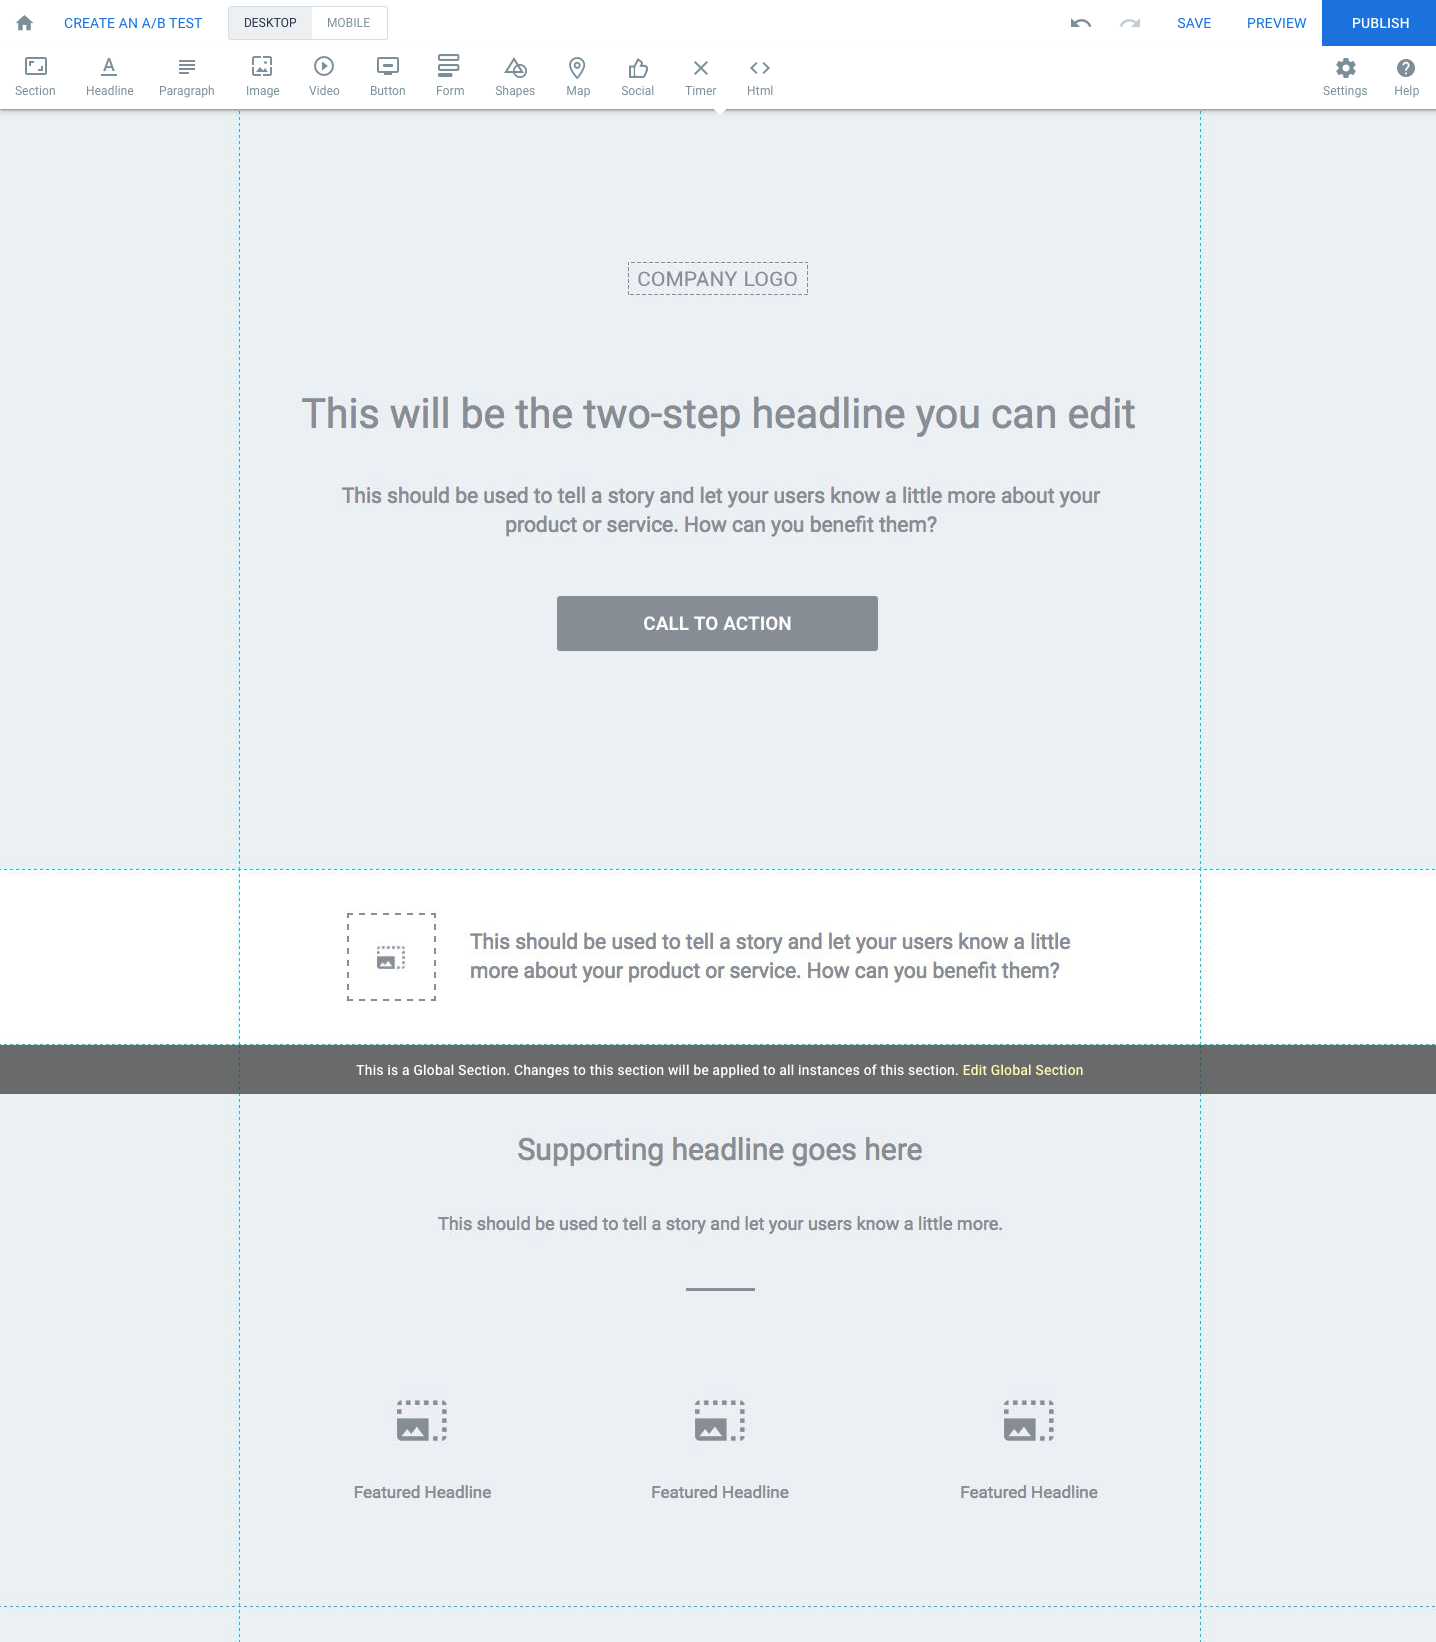 CREATE AN A/B TEST
DESKTOP
MOBILE
SAVE
PREVIEW
PUBLISH
Section
Headline
Paragraph
Image
Video
Button
Form
Shapes
Map
Social
Timer
Html
Settings
Help
COMPANY LOGO
This will be the two-step headline you can edit
This should be used to tell a story and let your users know a little more about your
product or service. How can you benefit them?
CALL TO ACTION
This should be used to tell a story and let your users know a little
more about your product or service. How can you benefit them?
This is a Global Section. Changes to this section will be applied to all instances of this section. Edit Global Section
Supporting headline goes here
This should be used to tell a story and let your users know a little more.
Featured Headline
Featured Headline
Featured Headline